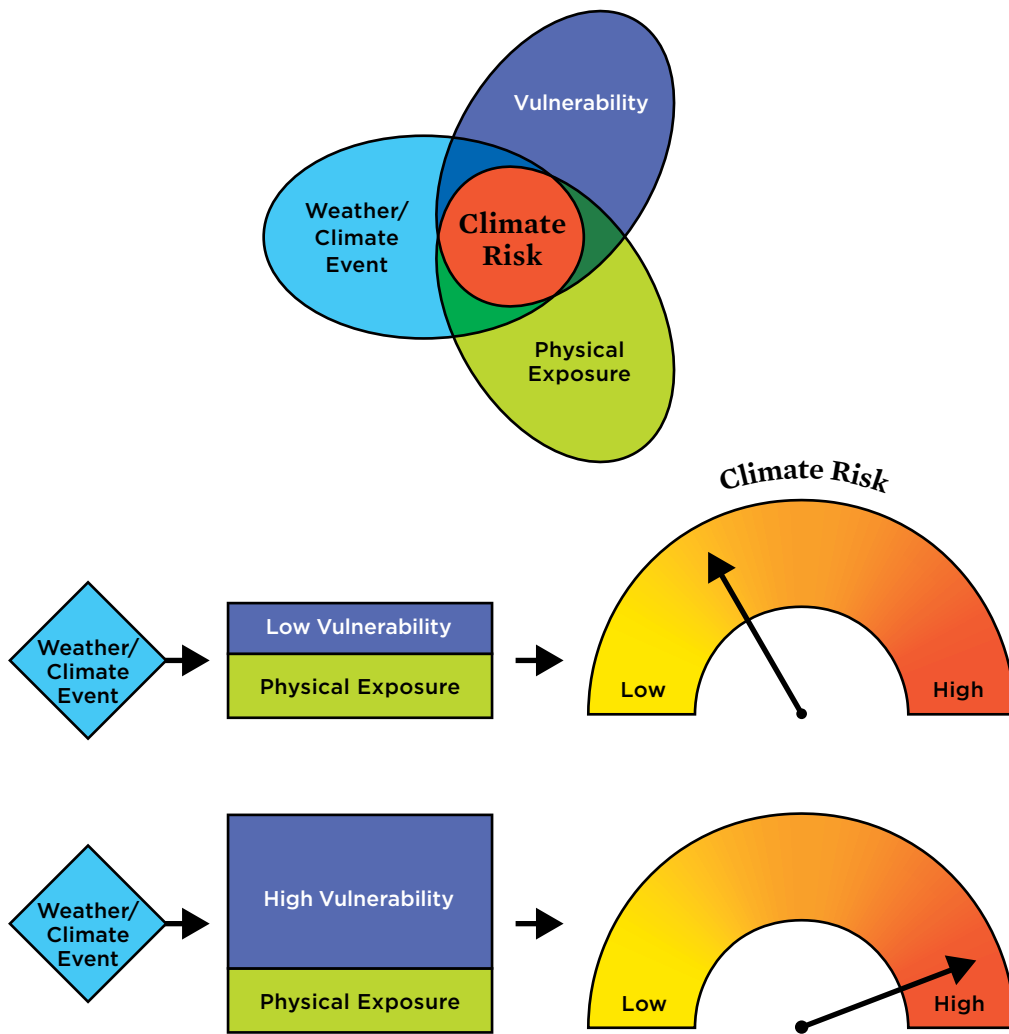 Vulnerability
Weather/
Climate
Event
Climate
Risk
Physical
Exposure
Climate Risk
Weather/
Climate
Event
Low Vulnerability
Physical Exposure
Low
High
Weather/
Climate
Event
High Vulnerability
Physical Exposure
Low
High